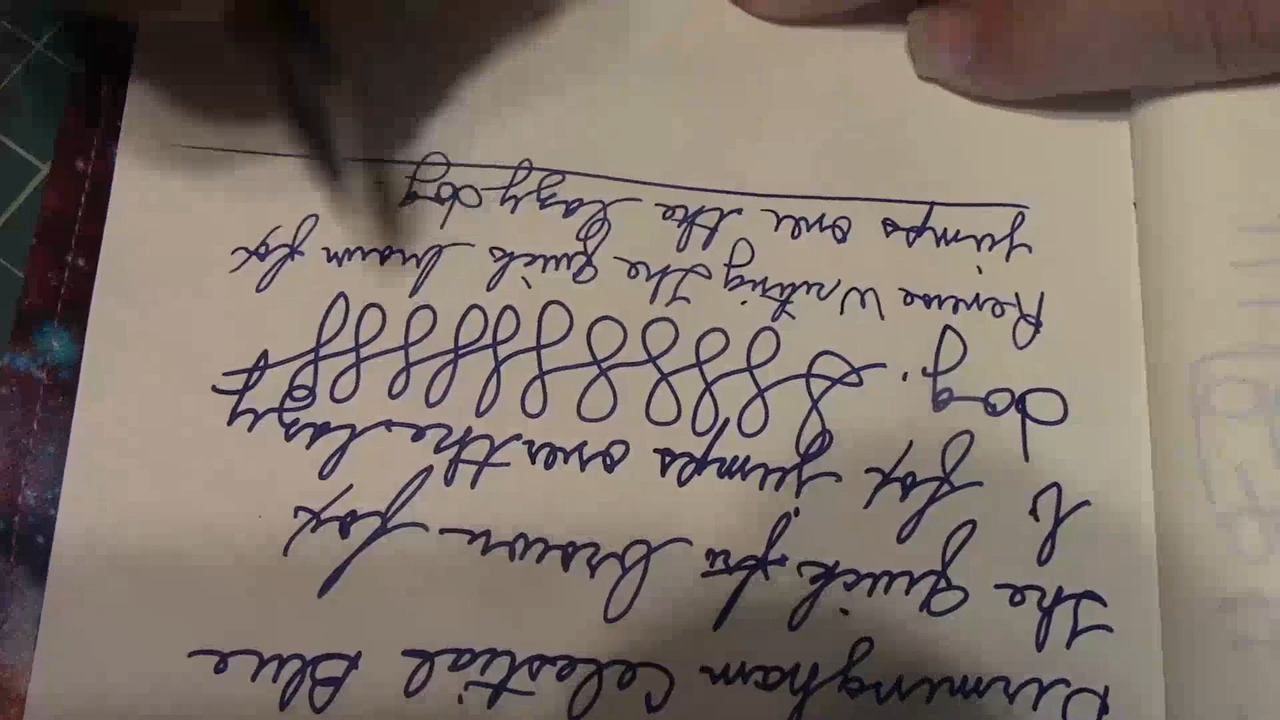 Birmingham Celestial Blue
The quick fo brown fox
b fox jumps over the lazy
dog.
Reverse Writing The quick brown fox
jumps over the lazy dog